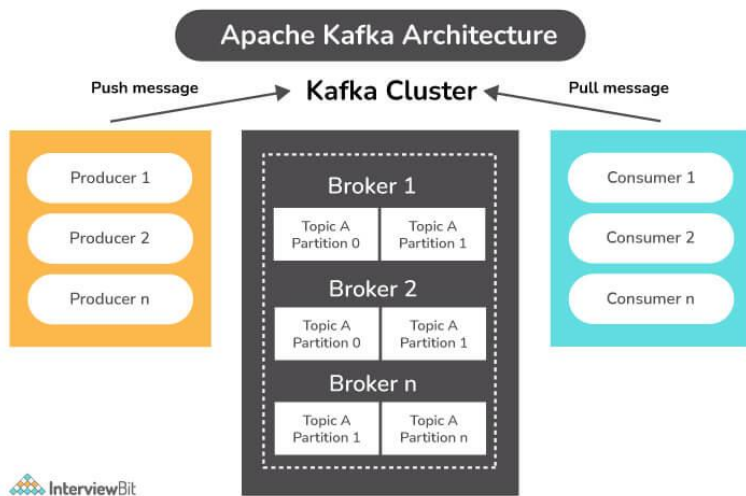 Apache Kafka Architecture
Push message
Kafka Cluster
Pull message
Producer 1
Producer 2
Producer n
Broker 1
Topic A
Partition 0
Topic A
Partition 1
Broker 2
Topic A
Partition 0
Topic A
Partition 1
Broker n
Topic A
Partition 1
Topic A
Partition n
Consumer 1
Consumer 2
Consumer n
InterviewBit